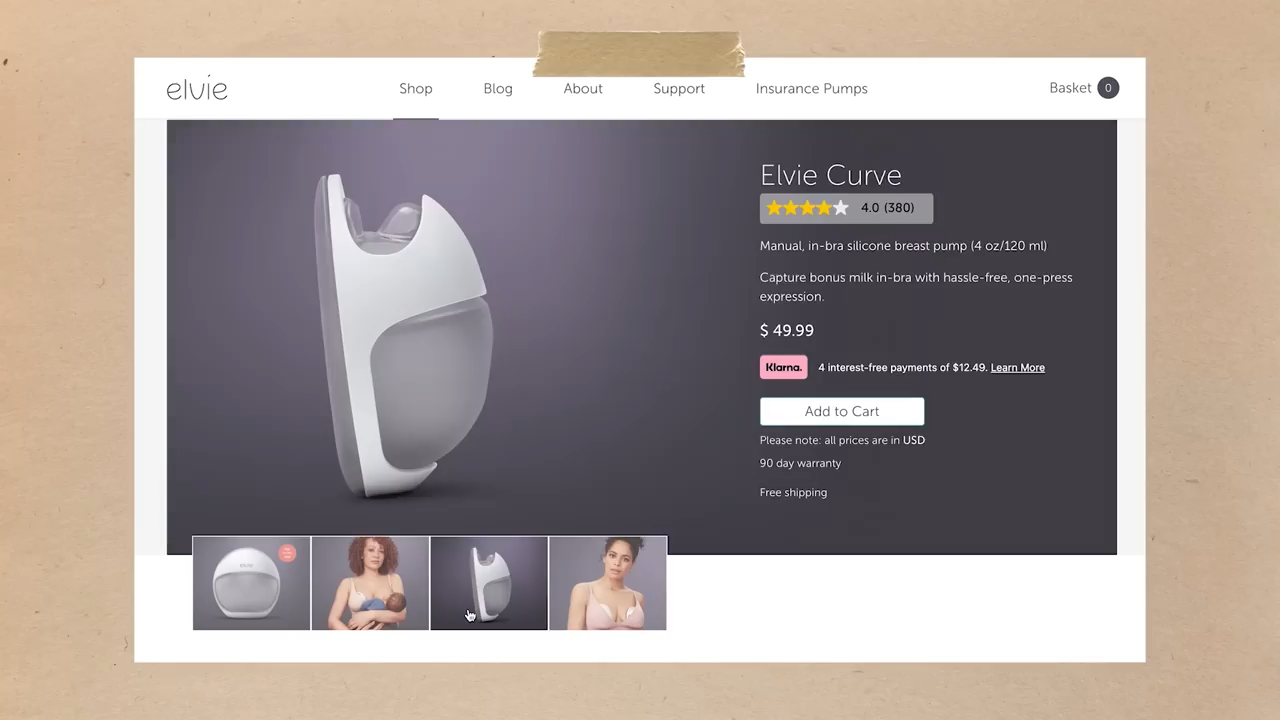 elvie
Shop
Blog
About
Support
Insurance Pumps
Basket 0
Elvie Curve
4.0 (380)
Manual, in-bra silicone breast pump (4 oz/120 ml)
Capture bonus milk in-bra with hassle-free, one-press
expression.
$ 49.99
Klarna.
4 interest-free payments of $12.49. Learn More
Add to Cart
Please note: all prices are in USD
90 day warranty
Free shipping
elvie